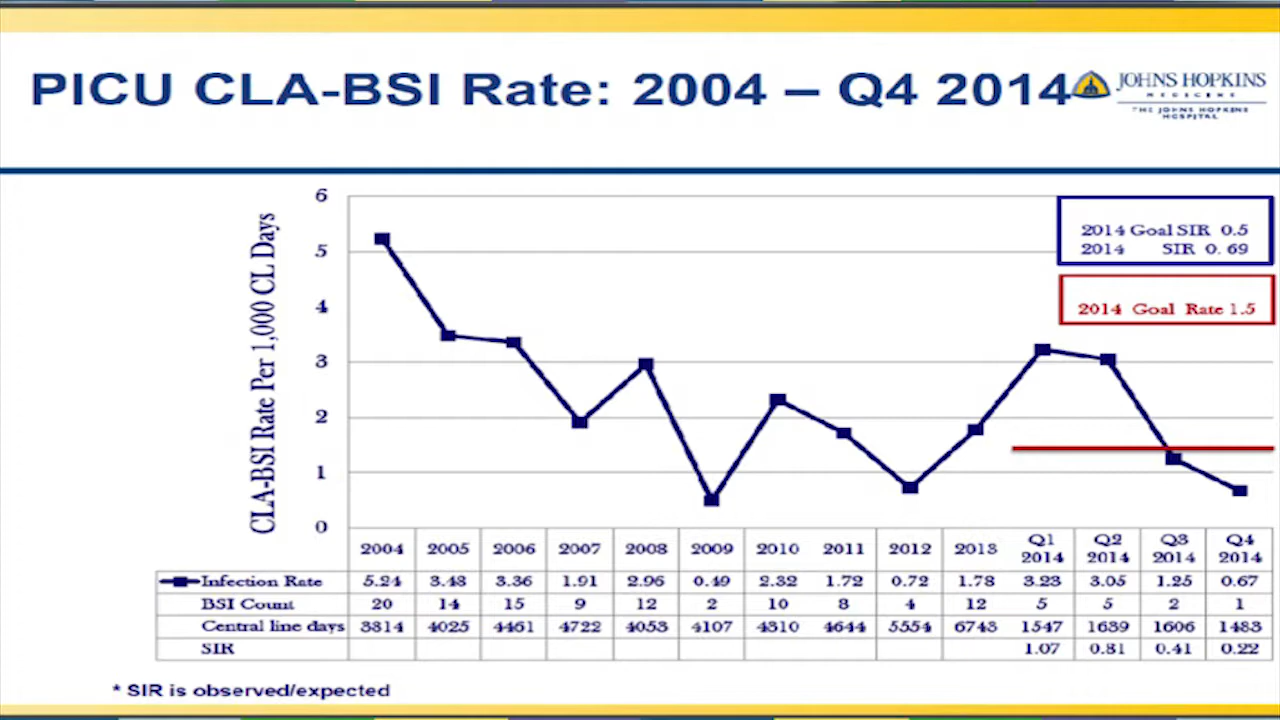 PICU CLA-BSI Rate: 2004 – Q4 2014
JOHNS HOPKINS
MEDICINE
THE JOHNS HOPKINS
HOSPITAL
CLA-BSI Rate Per 1,000 CL Days
6
5
4
3
2
1
0
2014 Goal SIR 0.5
2014 SIR 0.69
2014 Goal Rate 1.5
2004 2005 2006 2007 2008 2009 2010 2011 2012 2013 Q1 2014 Q2 2014 Q3 2014 Q4 2014
Infection Rate 5.24 3.48 3.36 1.91 2.96 0.49 2.32 1.72 0.72 1.78 3.23 3.05 1.25 0.67
BSI Count 20 14 15 9 12 2 10 8 4 12 5 5 2 1
Central line days 3814 4025 4461 4722 4053 4107 4310 4644 5554 6743 1547 1639 1606 1483
SIR 1.07 0.81 0.41 0.22
* SIR is observed/expected